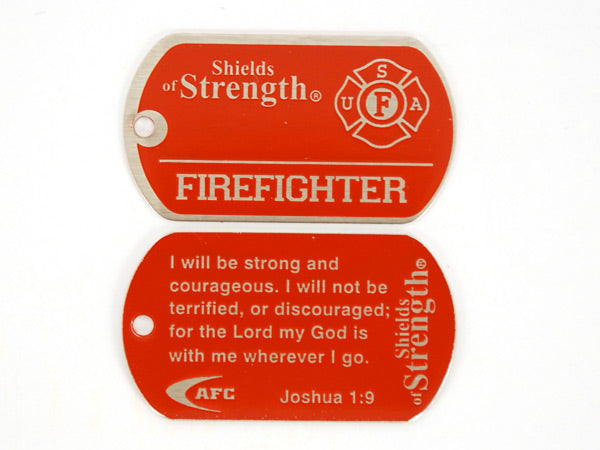 Shields
of Strength®
S
U F A
FIREFIGHTER
I will be strong and
courageous. I will not be
terrified, or discouraged;
for the Lord my God is
with me wherever I go.
AFC
Joshua 1:9
Shields
of Strength®